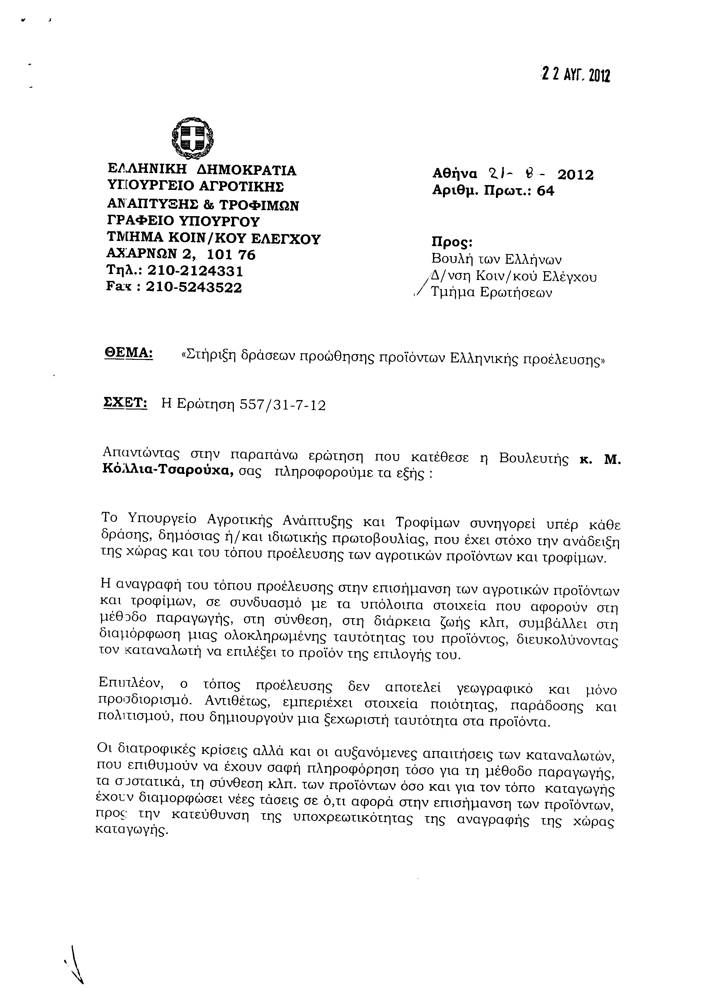 22 ΑΥΓ. 2012
ΕΛΛΗΝΙΚΗ ΔΗΜΟΚΡΑΤΙΑ
ΥΠΟΥΡΓΕΙΟ ΑΓΡΟΤΙΚΗΣ
ΑΝΑΠΤΥΞΗΣ & ΤΡΟΦΙΜΩΝ
ΓΡΑΦΕΙΟ ΥΠΟΥΡΓΟΥ
ΤΜΗΜΑ ΚΟΙΝ/ΚΟΥ ΕΛΕΓΧΟΥ
ΑΧΑΡΝΩΝ 2, 101 76
Τηλ.: 210-2124331
Fax : 210-5243522
Αθήνα 21- 8 - 2012
Αριθμ. Πρωτ.: 64
Προς:
Βουλή των Ελλήνων
Δ/νση Κοιν/κού Ελέγχου
Τμήμα Ερωτήσεων
ΘΕΜΑ: «Στήριξη δράσεων προώθησης προϊόντων Ελληνικής προέλευσης»
ΣΧΕΤ: Η Ερώτηση 557/31-7-12
Απαντώντας στην παραπάνω ερώτηση που κατέθεσε η Βουλευτής κ. Μ.
Κόλλια-Τσαρούχα, σας πληροφορούμε τα εξής :
Το Υπουργείο Αγροτικής Ανάπτυξης και Τροφίμων συνηγορεί υπέρ κάθε
δράσης, δημόσιας ή/και ιδιωτικής πρωτοβουλίας, που έχει στόχο την ανάδειξη
της χώρας και του τόπου προέλευσης των αγροτικών προϊόντων και τροφίμων.
Η αναγραφή του τόπου προέλευσης στην επισήμανση των αγροτικών προϊόντων
και τροφίμων, σε συνδυασμό με τα υπόλοιπα στοιχεία που αφορούν στη
μέθοδο παραγωγής, στη σύνθεση, στη διάρκεια ζωής κλπ, συμβάλλει στη
διαμόρφωση μιας ολοκληρωμένης ταυτότητας του προϊόντος, διευκολύνοντας
τον καταναλωτή να επιλέξει το προϊόν της επιλογής του.
Επιπλέον, ο τόπος προέλευσης δεν αποτελεί γεωγραφικό και μόνο
προσδιορισμό. Αντιθέτως, εμπεριέχει στοιχεία ποιότητας, παράδοσης και
πολιτισμού, που δημιουργούν μια ξεχωριστή ταυτότητα στα προϊόντα.
Οι διατροφικές κρίσεις αλλά και οι αυξανόμενες απαιτήσεις των καταναλωτών,
που επιθυμούν να έχουν σαφή πληροφόρηση τόσο για τη μέθοδο παραγωγής,
τα συστατικά, τη σύνθεση κλπ. των προϊόντων όσο και για τον τόπο καταγωγής
έχουν διαμορφώσει νέες τάσεις σε ό,τι αφορά στην επισήμανση των προϊόντων,
προς την κατεύθυνση της υποχρεωτικότητας της αναγραφής της χώρας
καταγωγής.